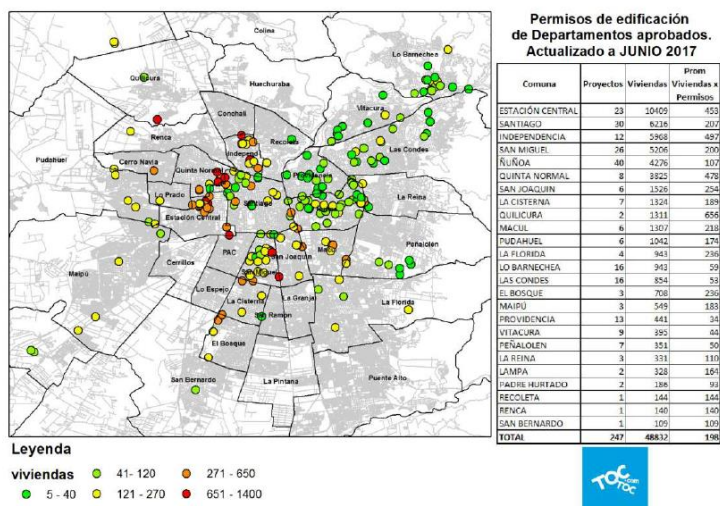 Permisos de edificación
de Departamentos aprobados.
Actualizado a JUNIO 2017
Colina
Lo Barnechea
Quilicura
Huechuraba
Conchalí
Vitacura
Renca
Recoleta
Independ
Las Condes
Pudahuel
Cerro Navia
Quinta Normal
Providencia
Lo Prado
Santiago
La Reina
Estación Central
Ñuñoa
Peñalolen
Cerrillos
PAC
San Joaquin
Macul
Maipú
San Miguel
Lo Espejo
La Cisterna
La Granja
La Florida
San Ramon
El Bosque
San Bernardo
La Pintana
Puente Alto
Comuna Proyectos Viviendas Prom Viviendas x Permisos
ESTACIÓN CENTRAL 23 10409 453
SANTIAGO 30 6216 207
INDEPENDENCIA 12 5968 497
SAN MIGUEL 26 5206 200
ÑUÑOA 40 4276 107
QUINTA NORMAL 8 3825 478
SAN JOAQUIN 6 1526 254
LA CISTERNA 7 1324 189
QUILICURA 2 1311 656
MACUL 6 1307 218
PUDAHUEL 6 1042 174
LA FLORIDA 4 943 236
LO BARNECHEA 16 943 59
LAS CONDES 16 854 53
EL BOSQUE 3 708 236
MAIPÚ 3 549 183
PROVIDENCIA 13 441 34
VITACURA 9 395 44
PEÑALOLEN 7 351 50
LA REINA 3 331 110
LAMPA 2 328 164
PADRE HURTADO 2 186 93
RECOLETA 1 144 144
RENCA 1 140 140
SAN BERNARDO 1 109 109
TOTAL 247 48832 198
Leyenda
viviendas
5 - 40
41- 120
121 - 270
271 - 650
651 - 1400
TOC
TOC
.com